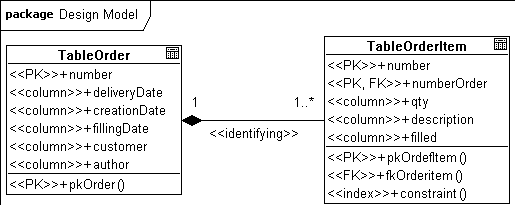 package Design Model
TableOrder
<<PK>>+number
<<column>>+deliveryDate
<<column>>+creationDate
<<column>>+fillingDate
<<column>>+customer
<<column>>+author
<<PK>>+pkOrder()
1
1..*
<<identifying>>
TableOrderItem
<<PK>>+number
<<PK, FK>>+numberOrder
<<column>>+qty
<<column>>+description
<<column>>+filled
<<PK>>+pkOrdefItem()
<<FK>>+fkOrderitem()
<<index>>+constraint()